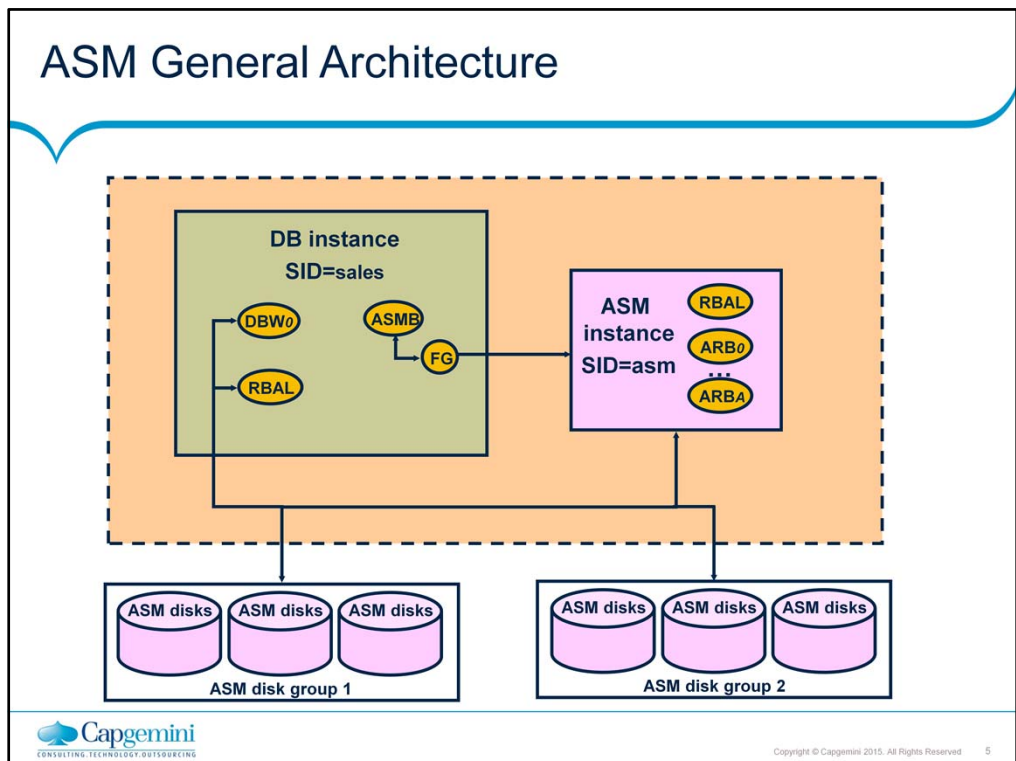 ASM General Architecture
DB instance
SID=sales
DBW0
ASMB
FG
RBAL
ASM
instance
SID=asm
RBAL
ARB0
...
ARBA
ASM disks
ASM disks
ASM disks
ASM disk group 1
ASM disks
ASM disks
ASM disks
ASM disk group 2
Capgemini
CONSULTING.TECHNOLOGY.OUTSOURCING
Copyright © Capgemini 2015. All Rights Reserved 5